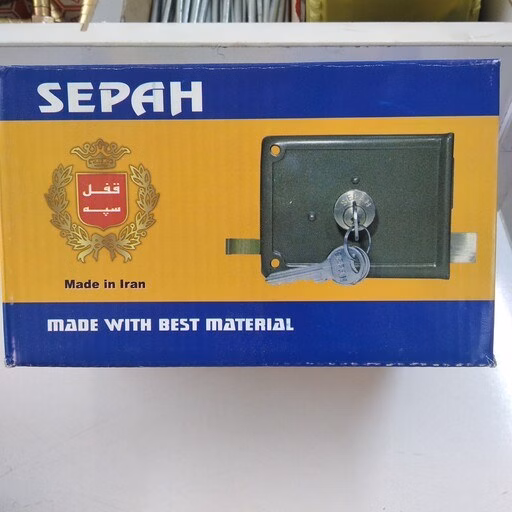 SEPAH
قفل
سپه
Made in Iran
MADE WITH BEST MATERIAL